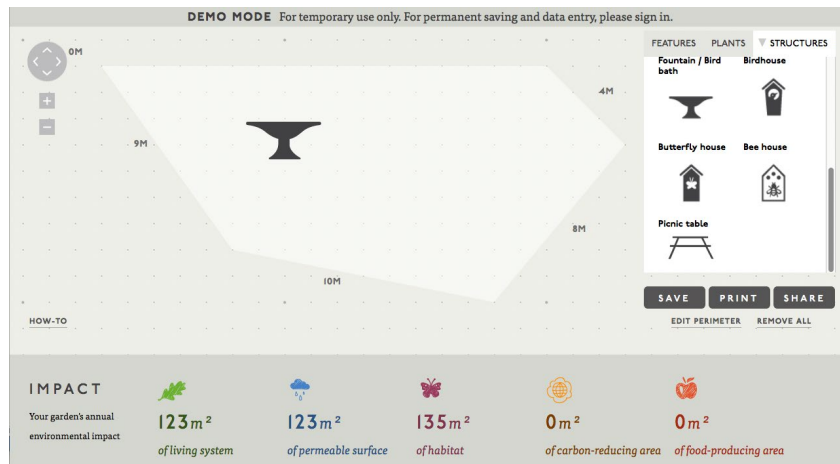 DEMO MODE For temporary use only. For permanent saving and data entry, please sign in.
0M
4M
9M
8M
10M
FEATURES PLANTS STRUCTURES
Fountain / Bird bath
Birdhouse
Butterfly house
Bee house
Picnic table
SAVE PRINT SHARE
HOW-TO
EDIT PERIMETER REMOVE ALL
IMPACT
Your garden's annual
environmental impact
123m²
of living system
123m²
of permeable surface
135m²
of habitat
0m²
of carbon-reducing area
0m²
of food-producing area